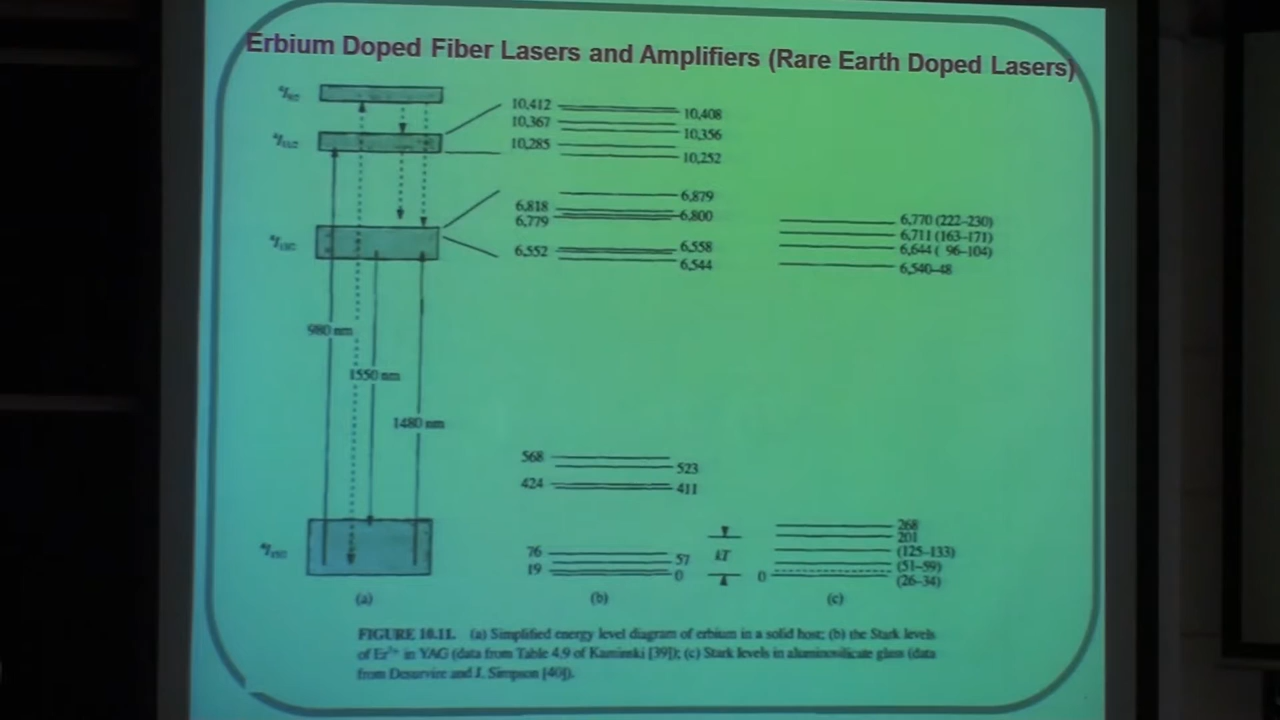 Erbium Doped Fiber Lasers and Amplifiers (Rare Earth Doped Lasers)
10,412
10,408
10,367
10,356
10,285
10,252
6,879
6,818
6,800
6,779
6,552
6,558
6,544
6,770 (222–230)
6,711 (163–171)
6,644 ( 96–104)
6,540–48
980 nm
1550 nm
1480 nm
568
523
424
411
76
57
19
0
kT
0
268
201
(125–133)
(51–59)
(26–34)
(a)
(b)
(c)
FIGURE 10.11. (a) Simplified energy level diagram of erbium in a solid host; (b) the Stark levels
of Er³⁺ in YAG (data from Table 4.9 of Kaminski [39]); (c) Stark levels in aluminosilicate glass (data
from Desurvire and J. Simpson [40]).